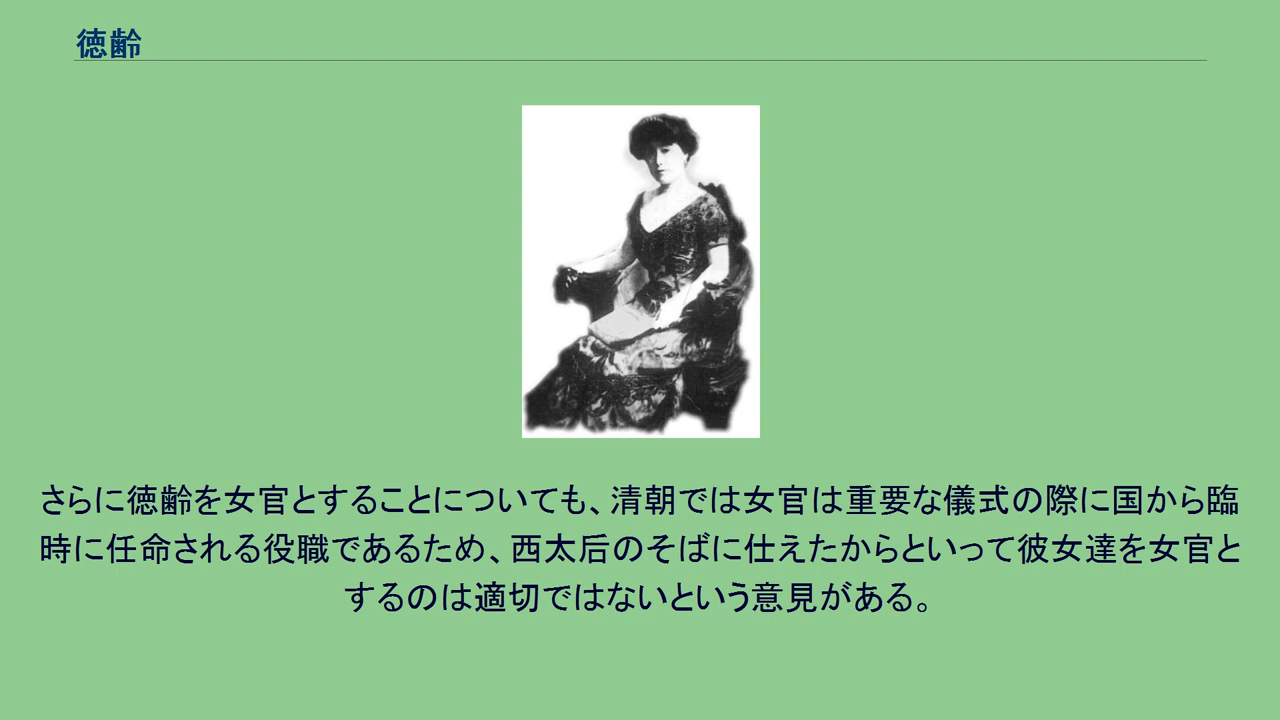 徳齢
さらに徳齢を女官とすることについても、清朝では女官は重要な儀式の際に国から臨
時に任命される役職であるため、西太后のそばに仕えたからといって彼女達を女官と
するのは適切ではないという意見がある。